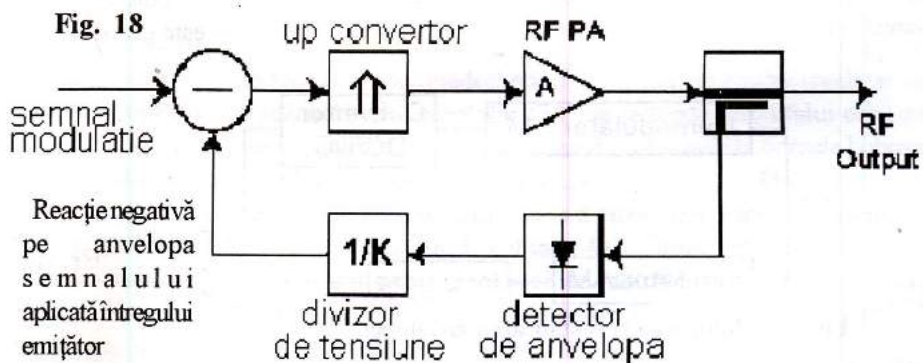 Fig. 18
up convertor
RF PA
A
semnal
modulatie
RF
Output
Reacție negativă
pe anvelopa
semnalului
aplicată întregului
emițător
1/K
divizor
de tensiune
detector
de anvelopa